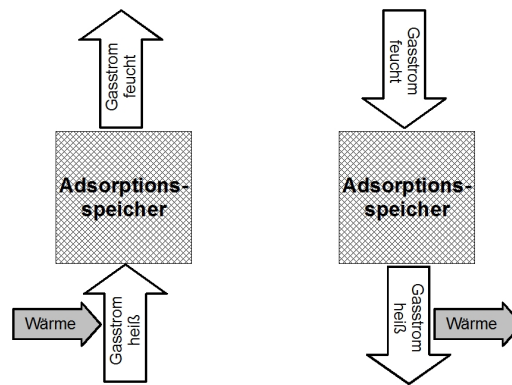 Gasstrom
feucht
Adsorptions-
speicher
Wärme
Gasstrom
heiß
Gasstrom
feucht
Adsorptions-
speicher
Gasstrom
heiß
Wärme